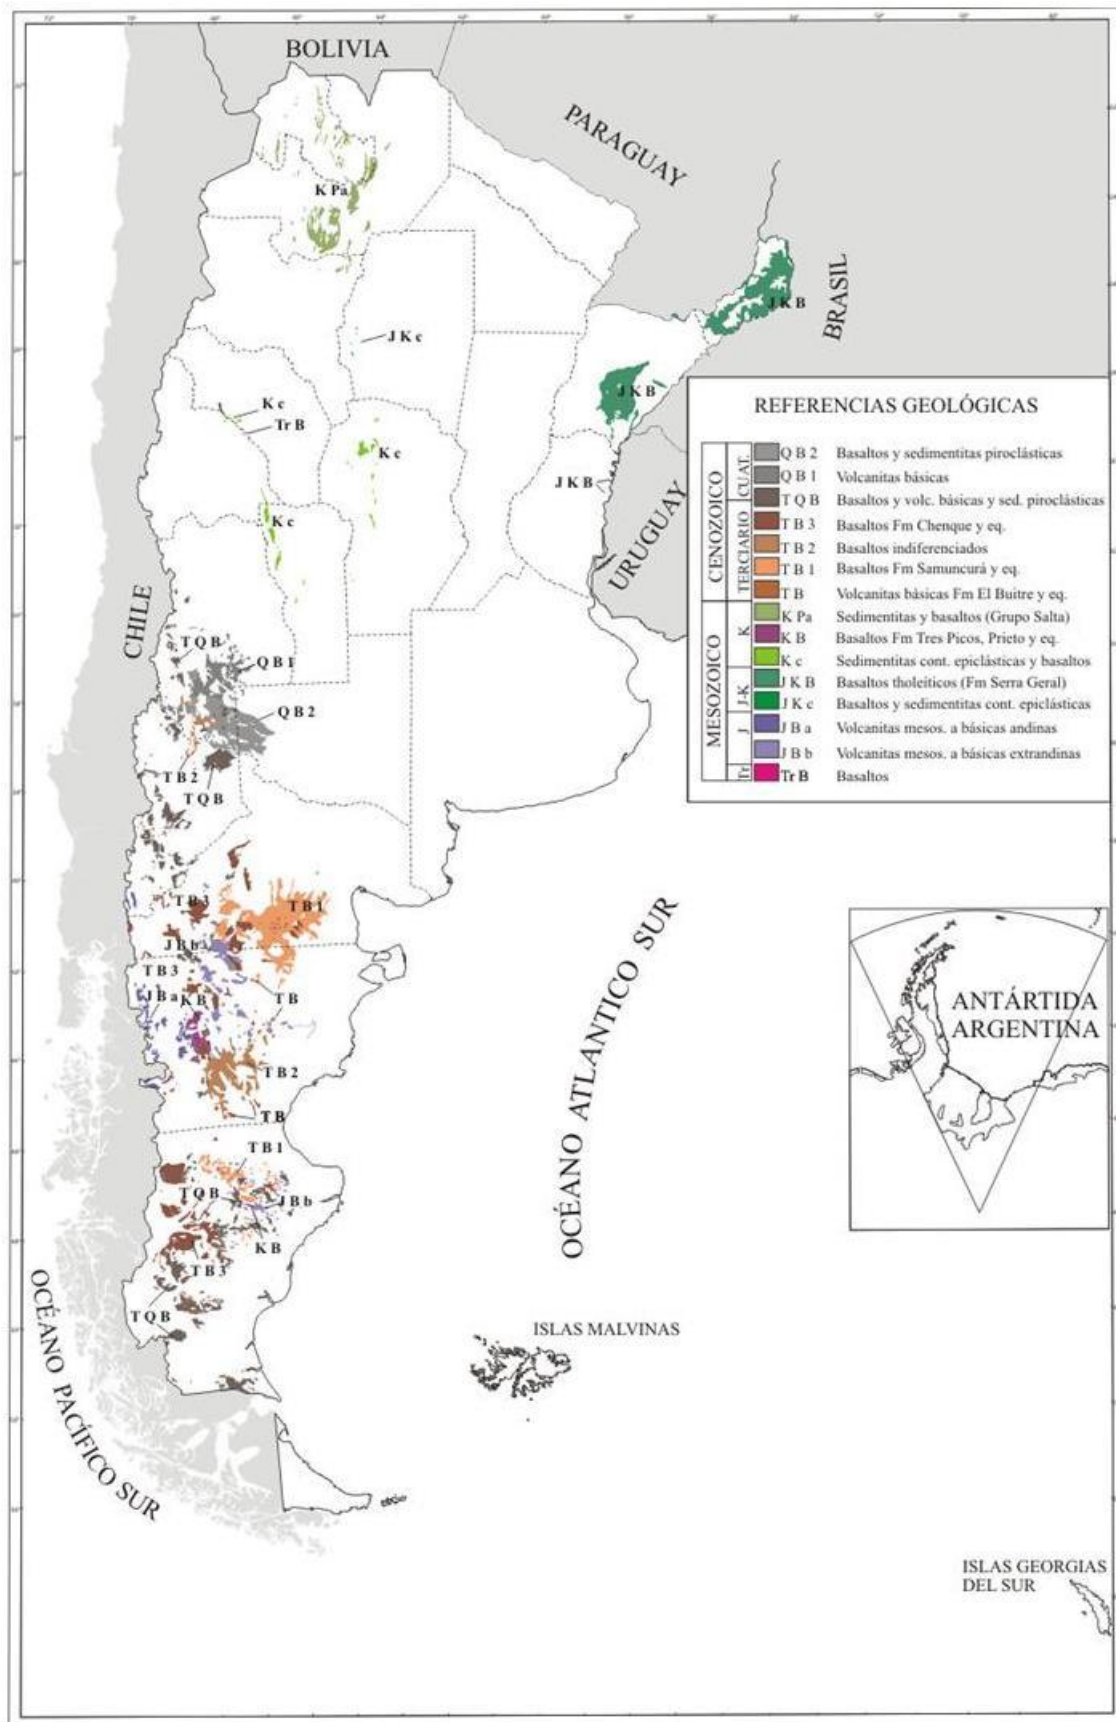 BOLIVIA
PARAGUAY
K Pa
BRASIL
J K B
J K c
J K B
K c
Tr B
K c
J K B
K c
URUGUAY
CHILE
REFERENCIAS GEOLÓGICAS
CENOZOICO
CUAT.
TERCIARIO
MESOZOICO
K
J-K
J
Tr
Q B 2 Basaltos y sedimentitas piroclásticas
Q B 1 Volcanitas básicas
T Q B Basaltos y volc. básicas y sed. piroclásticas
T B 3 Basaltos Fm Chenque y eq.
T B 2 Basaltos indiferenciados
T B 1 Basaltos Fm Samuncurá y eq.
T B Volcanitas básicas Fm El Buitre y eq.
K Pa Sedimentitas y basaltos (Grupo Salta)
K B Basaltos Fm Tres Picos, Prieto y eq.
K c Sedimentitas cont. epiclásticas y basaltos
J K B Basaltos tholeíticos (Fm Serra Geral)
J K c Basaltos y sedimentitas cont. epiclásticas
J B a Volcanitas mesos. a básicas andinas
J B b Volcanitas mesos. a básicas extrandinas
Tr B Basaltos
T Q B
Q B 1
Q B 2
T B 2
T Q B
T B 3
T B 1
J B b
T B 3
J B a
K B
T B
T B 2
T B
T B 1
T Q B
J B b
K B
T B 3
T Q B
OCÉANO ATLANTICO SUR
ANTÁRTIDA
ARGENTINA
ISLAS MALVINAS
OCÉANO PACÍFICO SUR
ISLAS GEORGIAS
DEL SUR